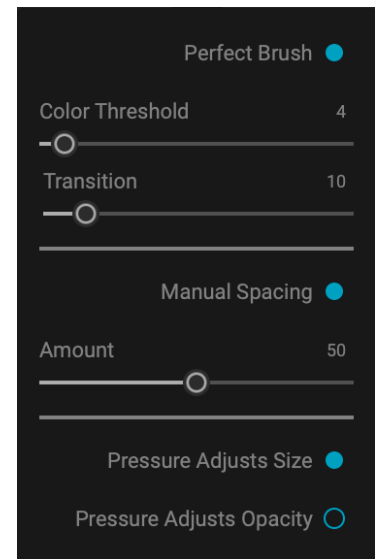 Perfect Brush
Color Threshold 4
Transition 10
Manual Spacing
Amount 50
Pressure Adjusts Size
Pressure Adjusts Opacity